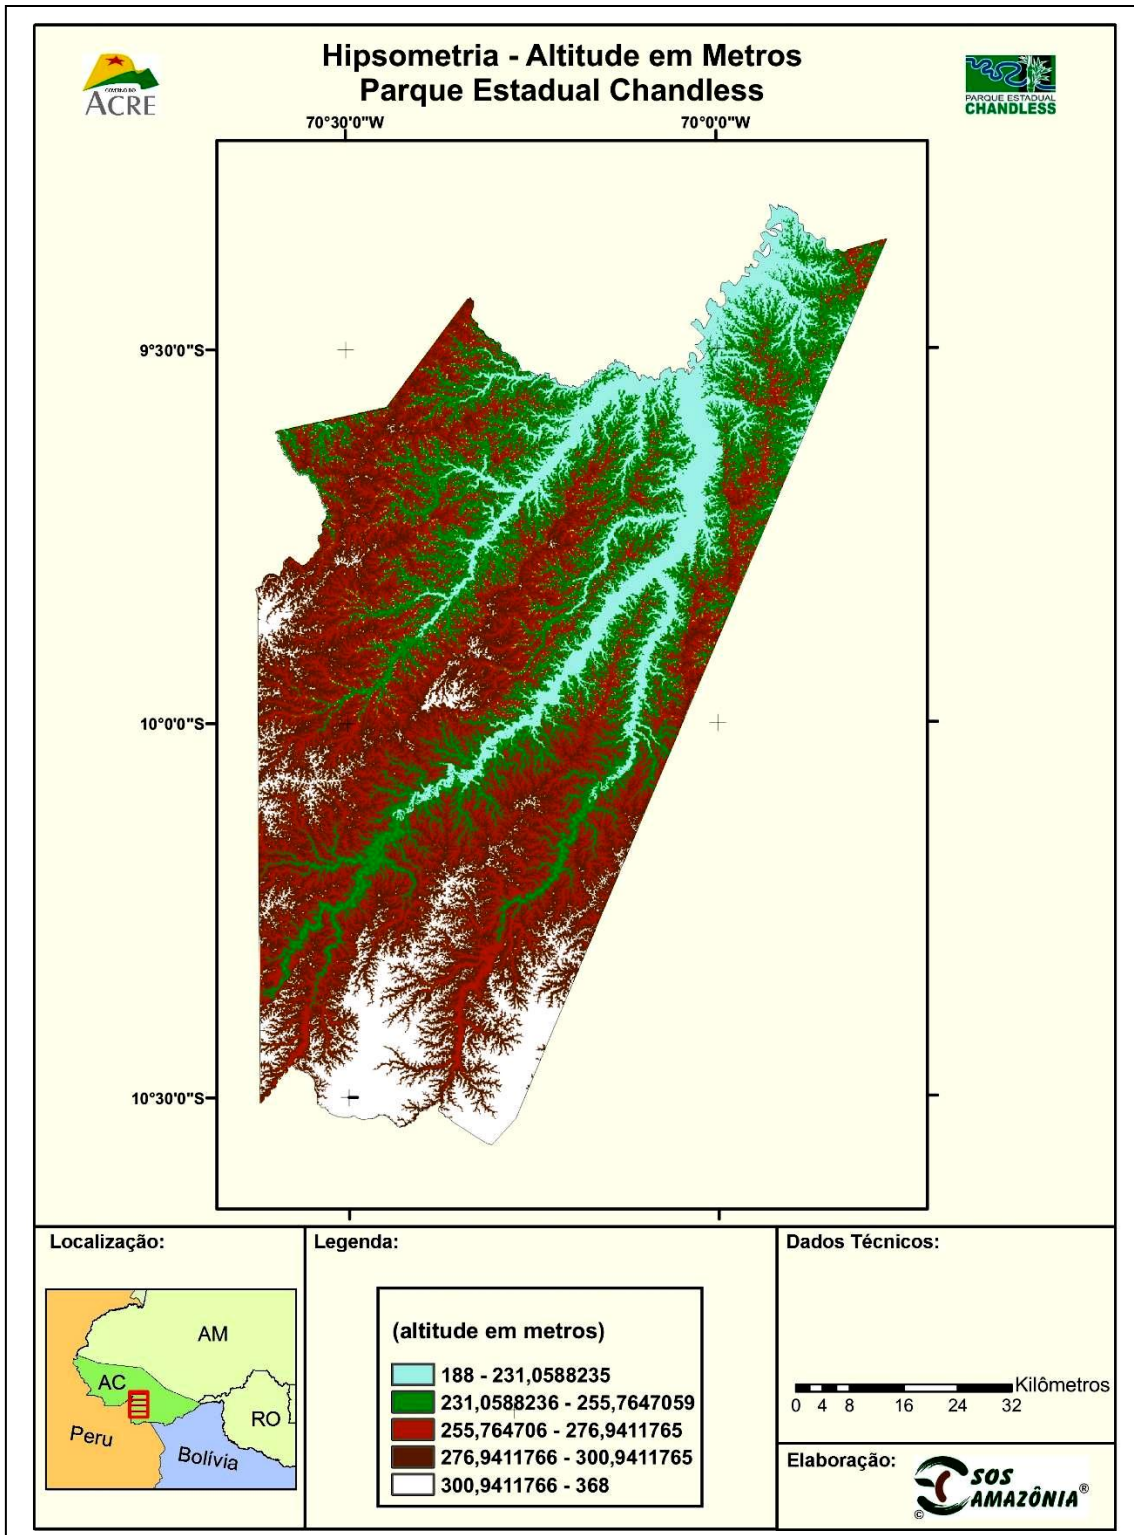 Hipsometria - Altitude em Metros
Parque Estadual Chandless
GOVERNO DO
ACRE
PARQUE ESTADUAL
CHANDLESS
70°30'0"W
70°0'0"W
9°30'0"S
10°0'0"S
10°30'0"S
Localização:
AM
AC
RO
Peru
Bolívia
Legenda:
(altitude em metros)
188 - 231,0588235
231,0588236 - 255,7647059
255,764706 - 276,9411765
276,9411766 - 300,9411765
300,9411766 - 368
Dados Técnicos:
Kilômetros
0 4 8 16 24 32
Elaboração:
SOS
AMAZÔNIA®
©